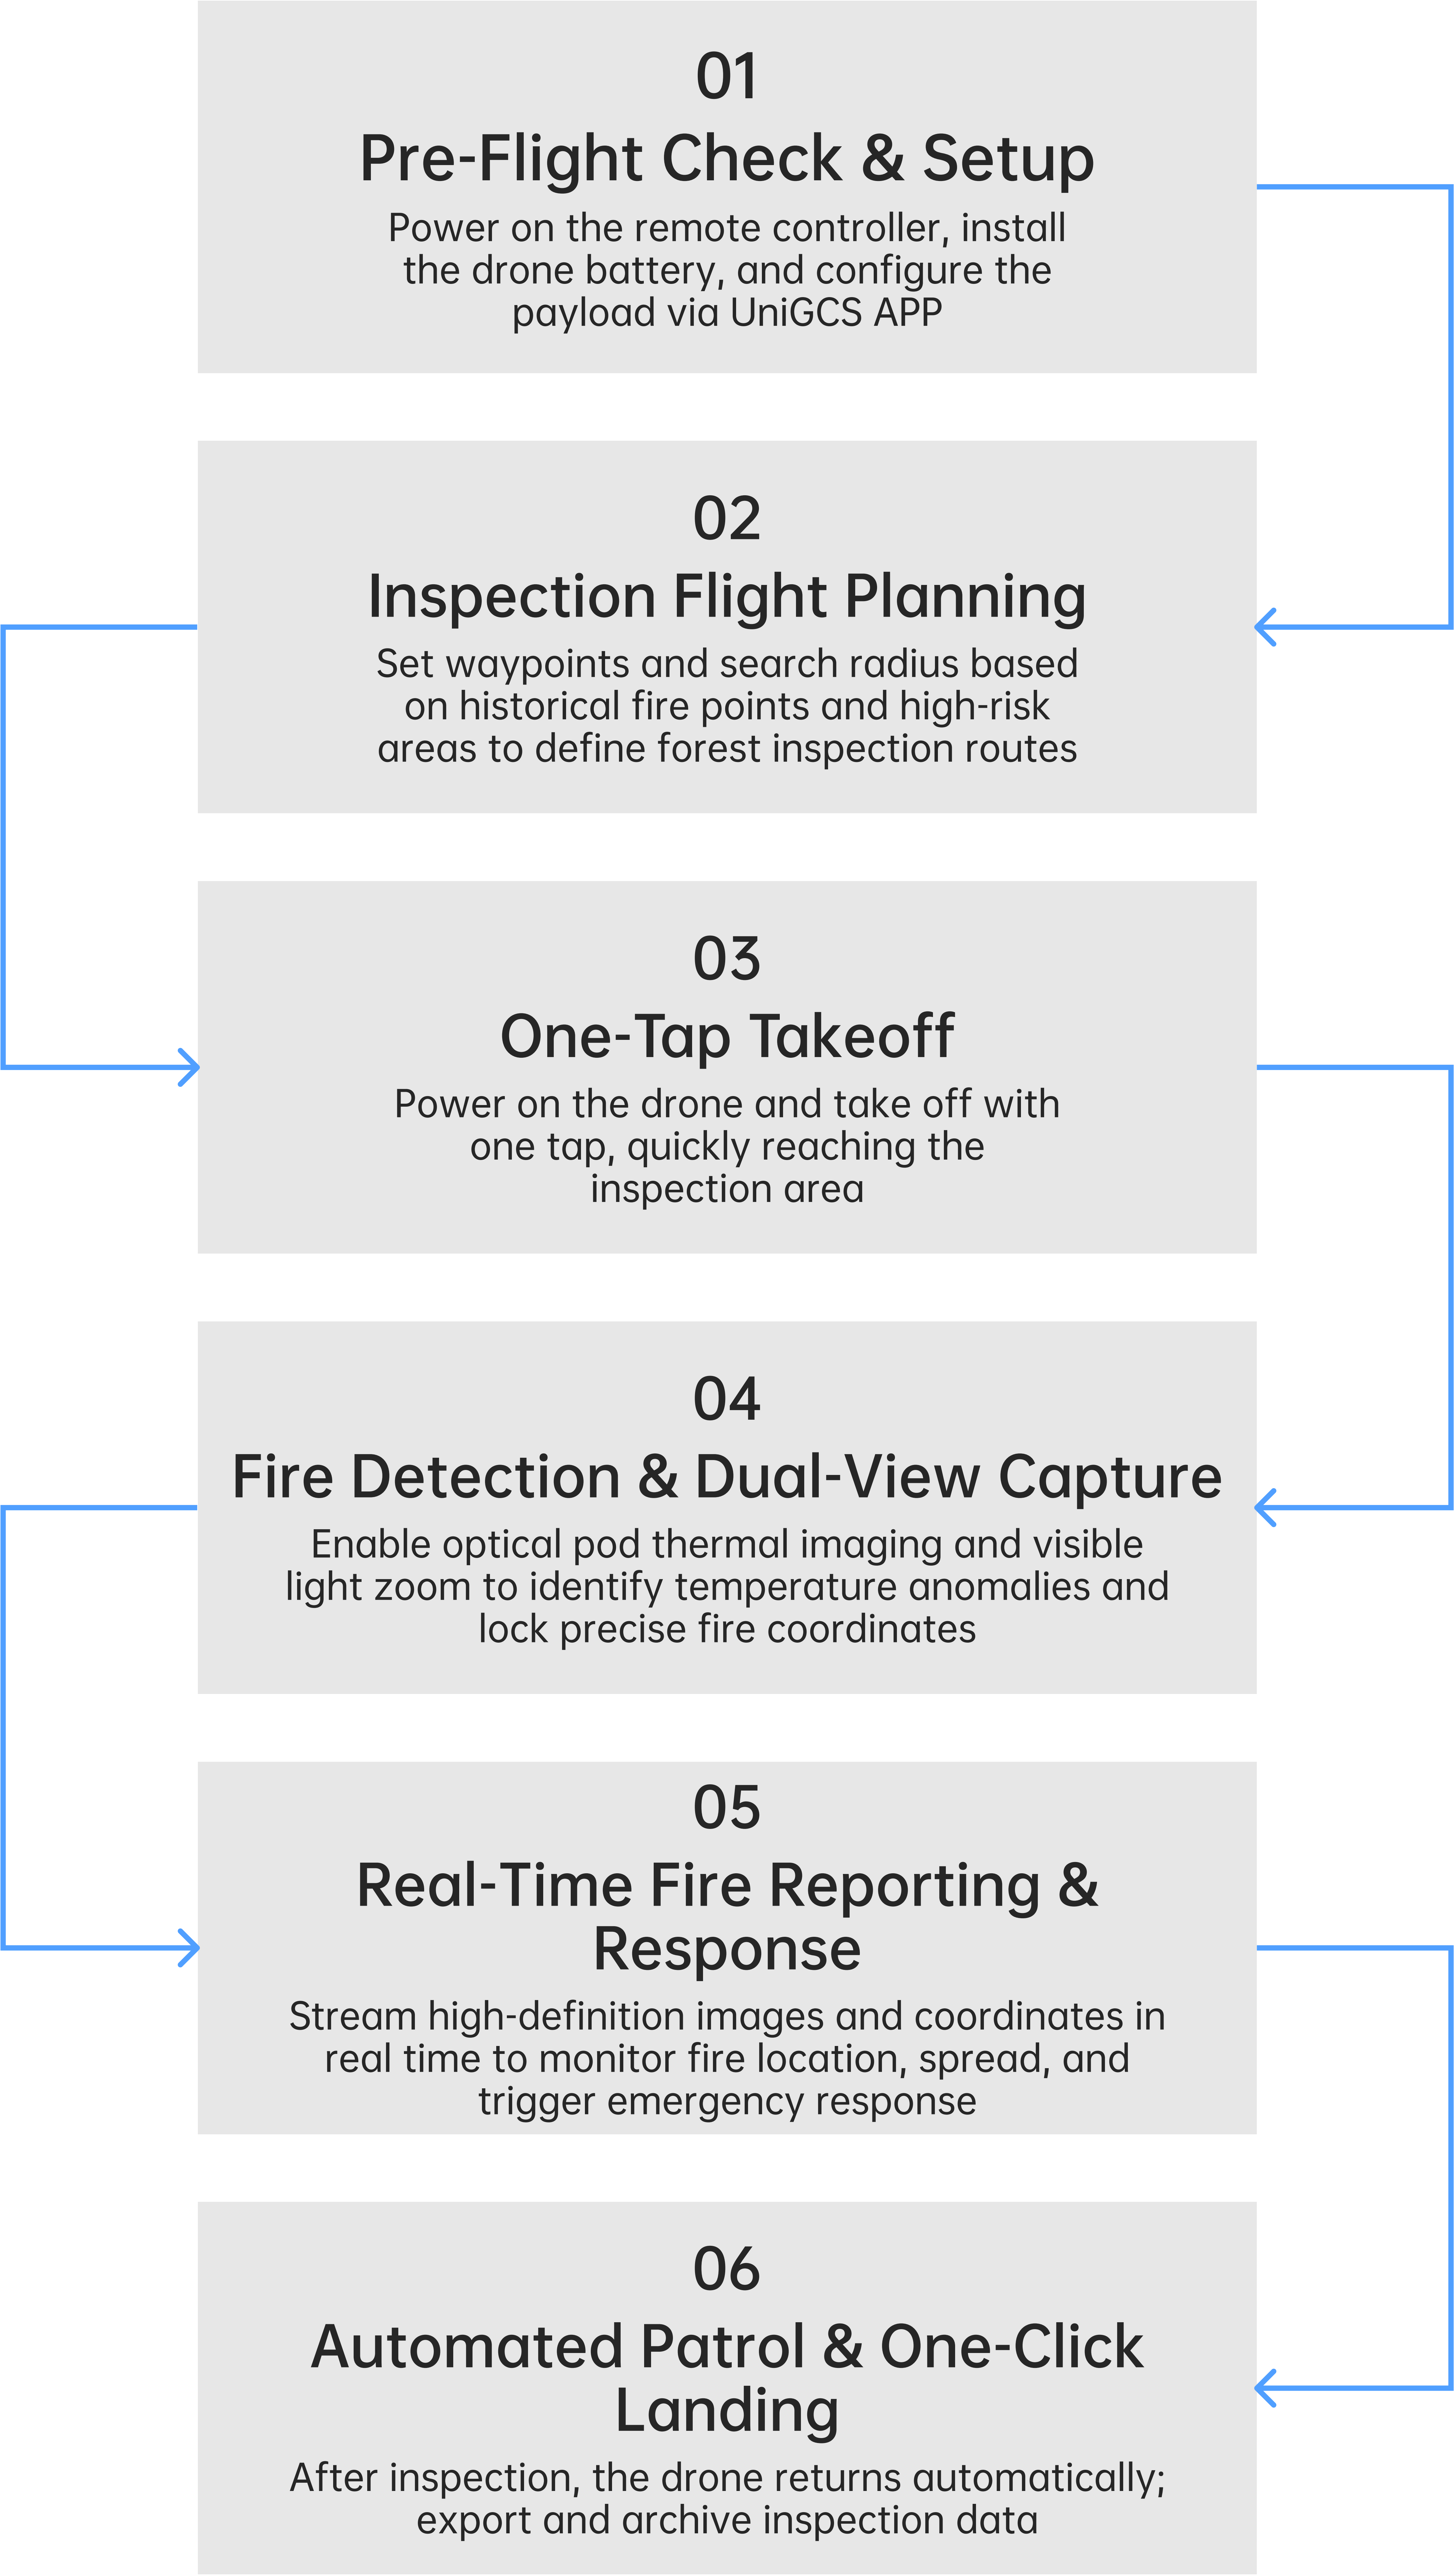 01
Pre-Flight Check & Setup
Power on the remote controller, install
the drone battery, and configure the
payload via UniGCS APP
02
Inspection Flight Planning
Set waypoints and search radius based
on historical fire points and high-risk
areas to define forest inspection routes
03
One-Tap Takeoff
Power on the drone and take off with
one tap, quickly reaching the
inspection area
04
Fire Detection & Dual-View Capture
Enable optical pod thermal imaging and visible
light zoom to identify temperature anomalies and
lock precise fire coordinates
05
Real-Time Fire Reporting &
Response
Stream high-definition images and coordinates in
real time to monitor fire location, spread, and
trigger emergency response
06
Automated Patrol & One-Click
Landing
After inspection, the drone returns automatically;
export and archive inspection data